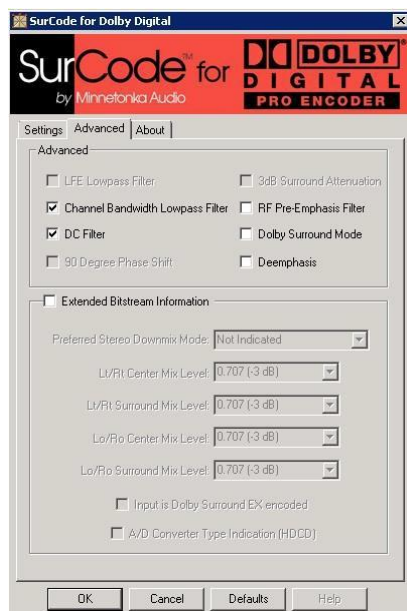 SurCode for Dolby Digital
SurCode™ for
by Minnetonka Audio
DOLBY
DIGITAL
PRO ENCODER
Settings Advanced About
Advanced
LFE Lowpass Filter 3dB Surround Attenuation
Channel Bandwidth Lowpass Filter RF Pre-Emphasis Filter
DC Filter Dolby Surround Mode
90 Degree Phase Shift Deemphasis
Extended Bitstream Information
Preferred Stereo Downmix Mode: Not Indicated
Lt/Rt Center Mix Level: 0.707 (-3 dB)
Lt/Rt Surround Mix Level: 0.707 (-3 dB)
Lo/Ro Center Mix Level: 0.707 (-3 dB)
Lo/Ro Surround Mix Level: 0.707 (-3 dB)
Input is Dolby Surround EX encoded
A/D Converter Type Indication (HDCD)
OK Cancel Defaults Help